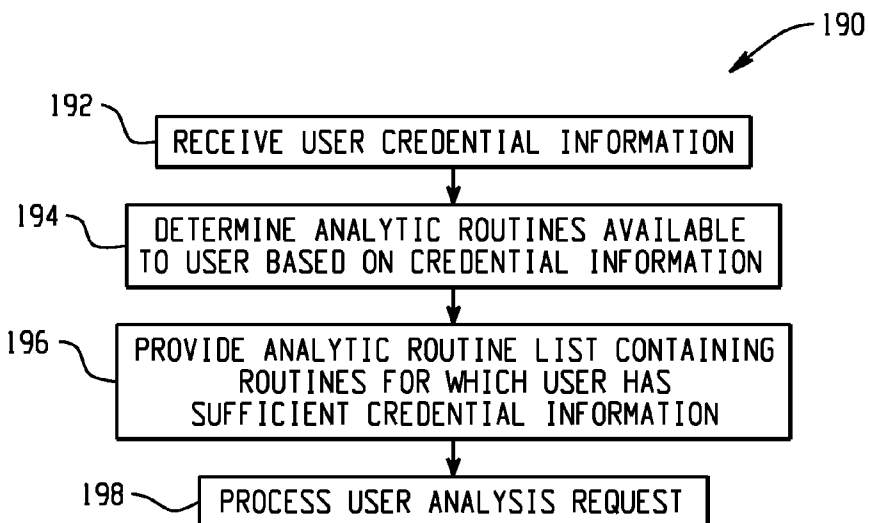 190
192
RECEIVE USER CREDENTIAL INFORMATION
194
DETERMINE ANALYTIC ROUTINES AVAILABLE
TO USER BASED ON CREDENTIAL INFORMATION
196
PROVIDE ANALYTIC ROUTINE LIST CONTAINING
ROUTINES FOR WHICH USER HAS
SUFFICIENT CREDENTIAL INFORMATION
198
PROCESS USER ANALYSIS REQUEST